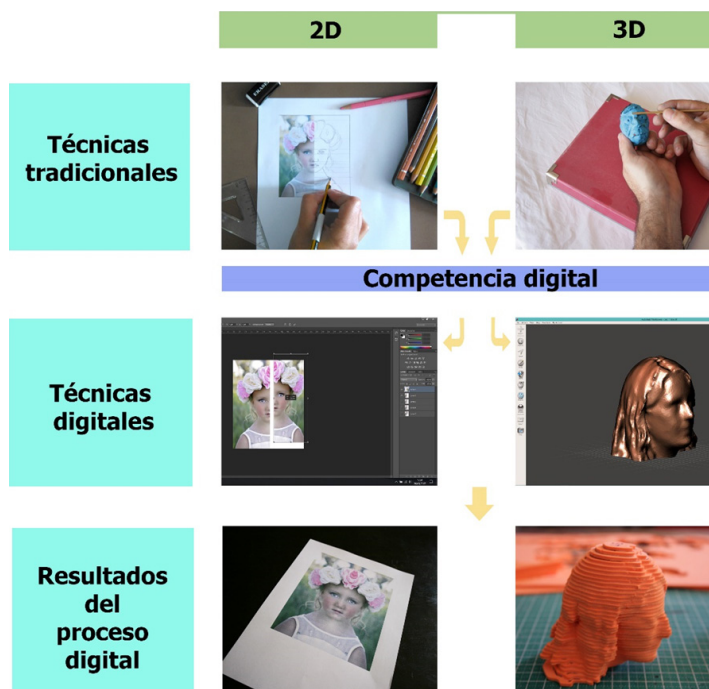 2D
3D
Técnicas
tradicionales
Competencia digital
Técnicas
digitales
Resultados
del
proceso
digital